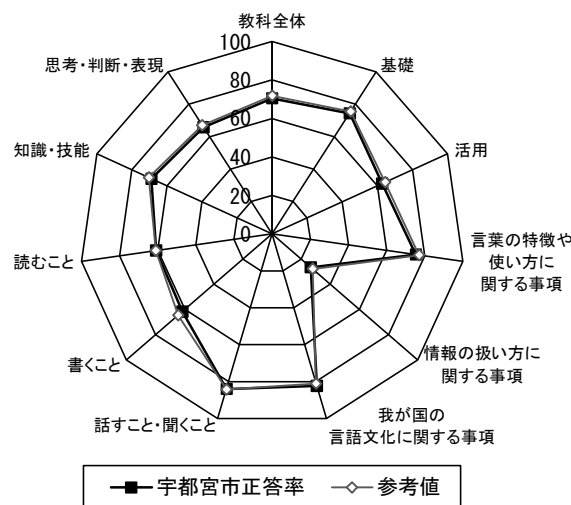 教科全体
基礎
活用
言葉の特徴や
使い方に
関する事項
情報の扱い方に
関する事項
我が国の
言語文化に関する事項
話すこと・聞くこと
書くこと
読むこと
知識・技能
思考・判断・表現
100
80
60
40
20
0
宇都宮市正答率
参考値